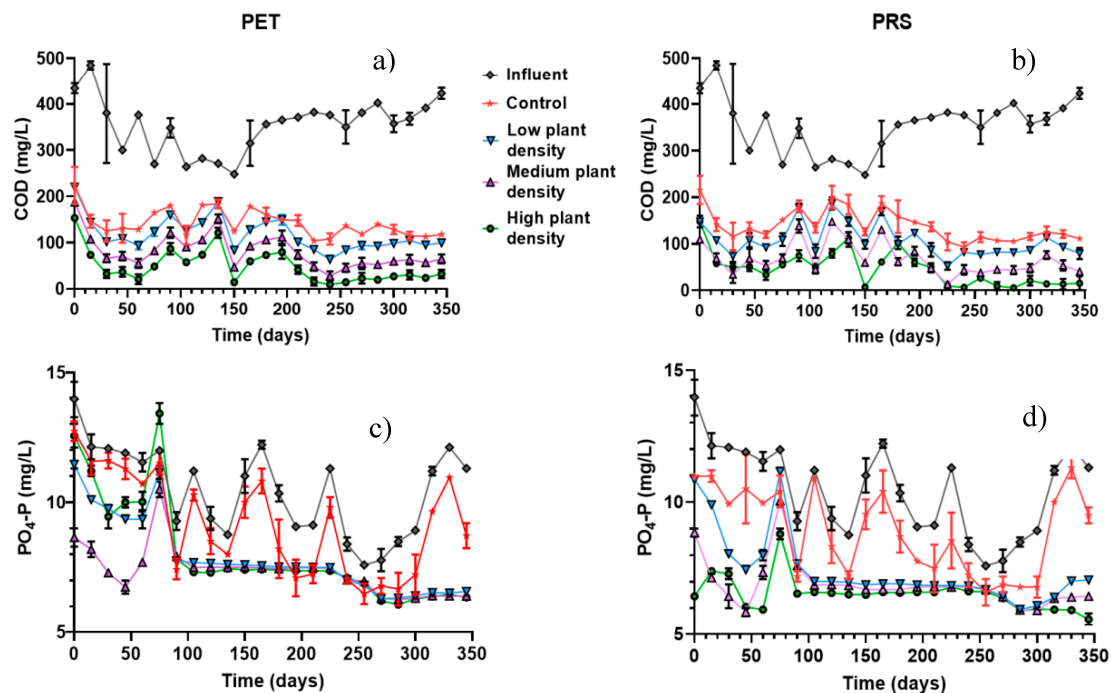 PET
PRS
a)
b)
500
400
300
200
100
0
COD (mg/L)
0 50 100 150 200 250 300 350
Time (days)
Influent
Control
Low plant
density
Medium plant
density
High plant
density
500
400
300
200
100
0
COD (mg/L)
0 50 100 150 200 250 300 350
Time (days)
c)
15
10
5
PO4-P (mg/L)
0 50 100 150 200 250 300 350
Time (days)
d)
15
10
5
PO4-P (mg/L)
0 50 100 150 200 250 300 350
Time (days)